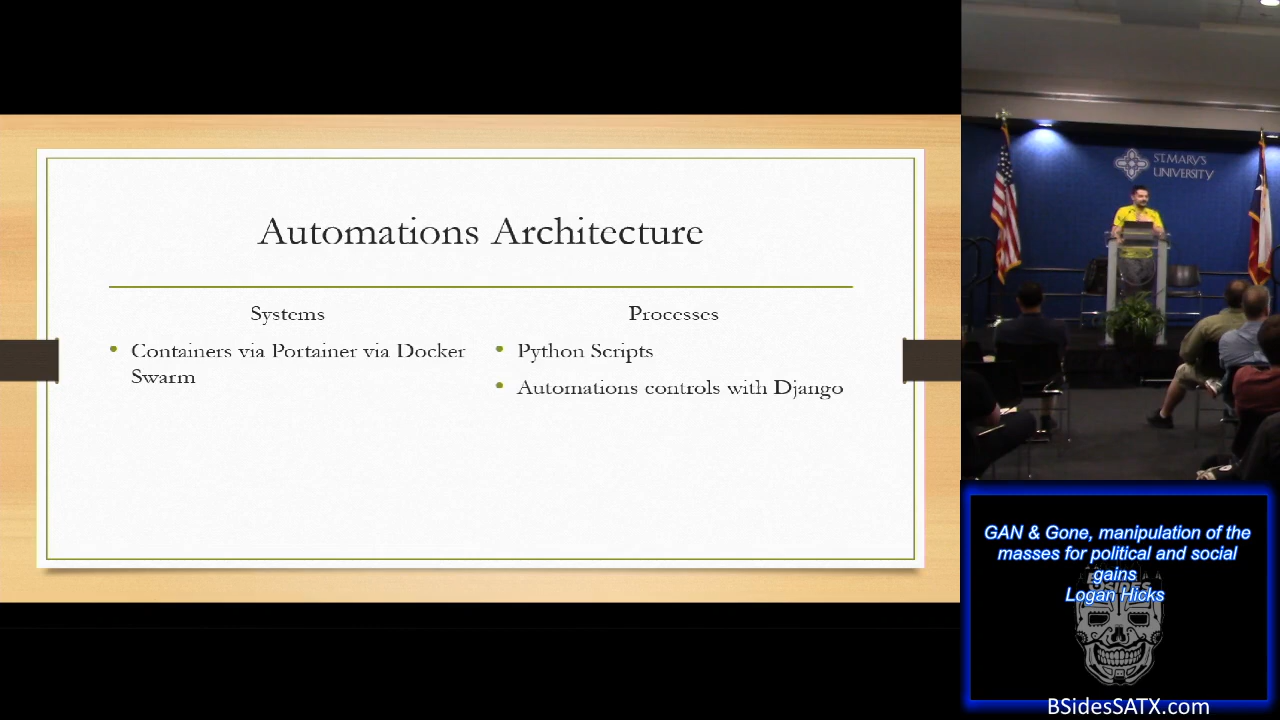 Automations Architecture
Systems
Containers via Portainer via Docker
Swarm
Processes
Python Scripts
Automations controls with Django
ST. MARY'S
UNIVERSITY
GAN & Gone, manipulation of the
masses for political and social
gains
Logan Hicks
BSIDES
BSidesSATX.com